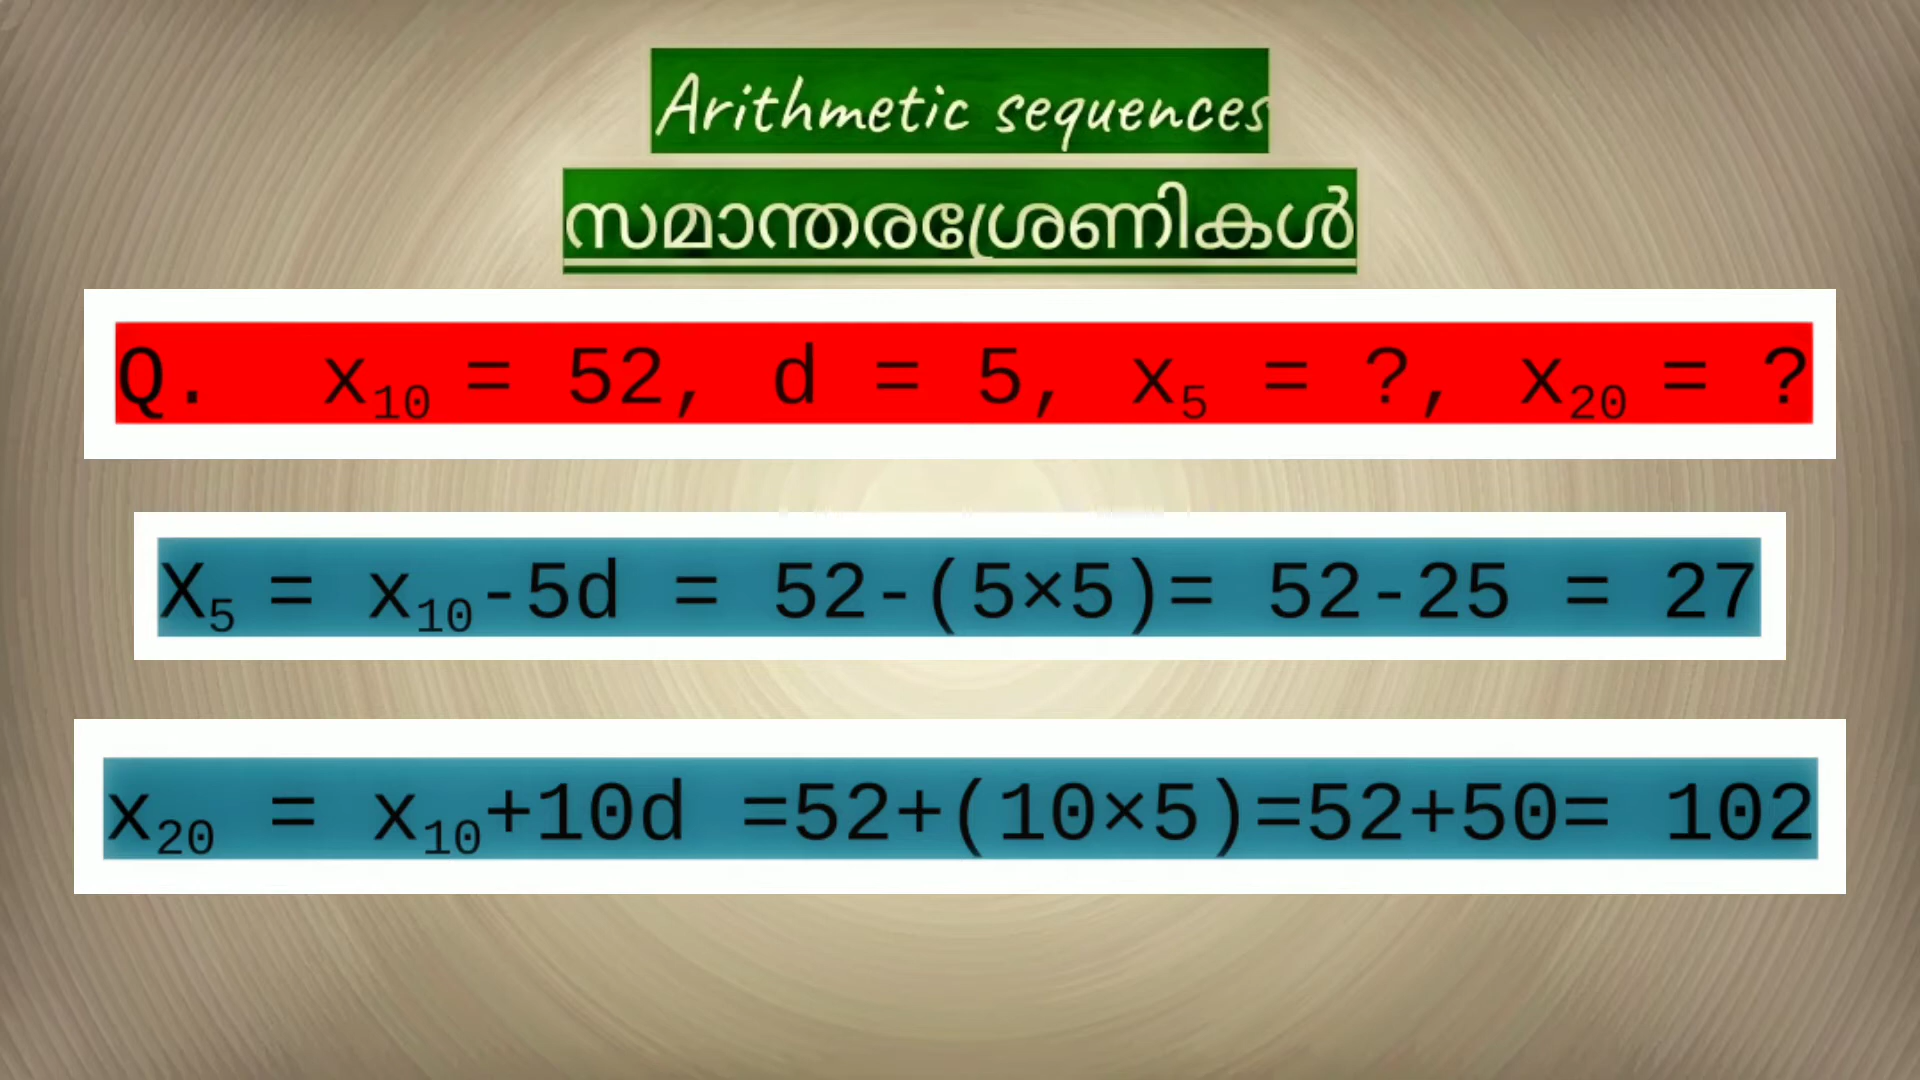 Arithmetic sequences
സമാന്തരശ്രേണികൾ
Q. x₁₀ = 52, d = 5, x₅ = ?, x₂₀ = ?
X₅ = x₁₀-5d = 52-(5×5)= 52-25 = 27
x₂₀ = x₁₀+10d =52+(10×5)=52+50= 102